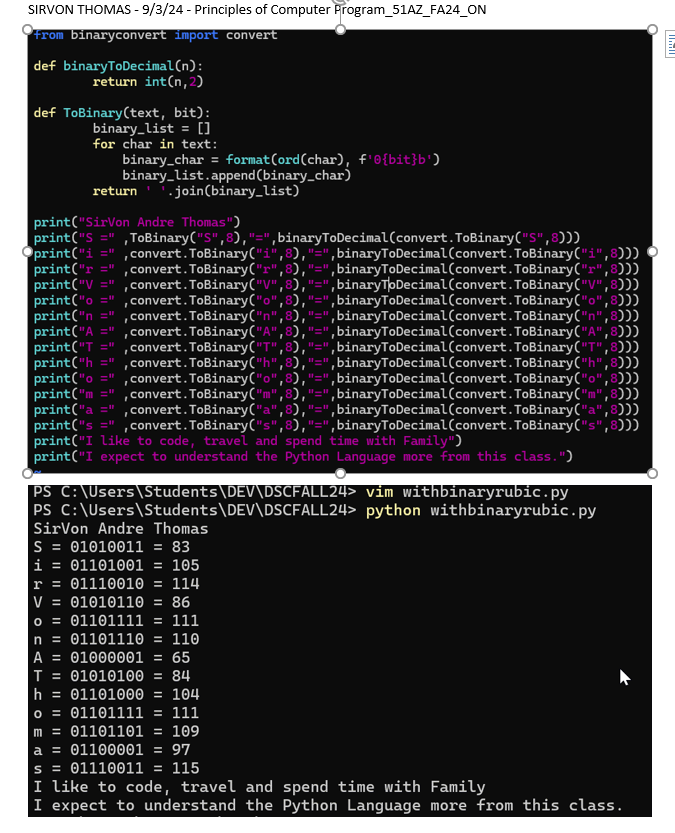 SIRVON THOMAS - 9/3/24 - Principles of Computer Program_51AZ_FA24_ON
from binaryconvert import convert
def binaryToDecimal(n):
return int(n,2)
def ToBinary(text, bit):
binary_list = []
for char in text:
binary_char = format(ord(char), f'0{bit}b')
binary_list.append(binary_char)
return ' '.join(binary_list)
print("SirVon Andre Thomas")
print("S =" ,ToBinary("S",8),"=",binaryToDecimal(convert.ToBinary("S",8)))
print("i =" ,convert.ToBinary("i",8),"=",binaryToDecimal(convert.ToBinary("i",8)))
print("r =" ,convert.ToBinary("r",8),"=",binaryToDecimal(convert.ToBinary("r",8)))
print("V =" ,convert.ToBinary("V",8),"=",binaryToDecimal(convert.ToBinary("V",8)))
print("o =" ,convert.ToBinary("o",8),"=",binaryToDecimal(convert.ToBinary("o",8)))
print("n =" ,convert.ToBinary("n",8),"=",binaryToDecimal(convert.ToBinary("n",8)))
print("A =" ,convert.ToBinary("A",8),"=",binaryToDecimal(convert.ToBinary("A",8)))
print("T =" ,convert.ToBinary("T",8),"=",binaryToDecimal(convert.ToBinary("T",8)))
print("h =" ,convert.ToBinary("h",8),"=",binaryToDecimal(convert.ToBinary("h",8)))
print("o =" ,convert.ToBinary("o",8),"=",binaryToDecimal(convert.ToBinary("o",8)))
print("m =" ,convert.ToBinary("m",8),"=",binaryToDecimal(convert.ToBinary("m",8)))
print("a =" ,convert.ToBinary("a",8),"=",binaryToDecimal(convert.ToBinary("a",8)))
print("s =" ,convert.ToBinary("s",8),"=",binaryToDecimal(convert.ToBinary("s",8)))
print("I like to code, travel and spend time with Family")
print("I expect to understand the Python Language more from this class.")
PS C:\Users\Students\DEV\DSCFALL24> vim withbinaryrubic.py
PS C:\Users\Students\DEV\DSCFALL24> python withbinaryrubic.py
SirVon Andre Thomas
S = 01010011 = 83
i = 01101001 = 105
r = 01110010 = 114
V = 01010110 = 86
o = 01101111 = 111
n = 01101110 = 110
A = 01000001 = 65
T = 01010100 = 84
h = 01101000 = 104
o = 01101111 = 111
m = 01101101 = 109
a = 01100001 = 97
s = 01110011 = 115
I like to code, travel and spend time with Family
I expect to understand the Python Language more from this class.